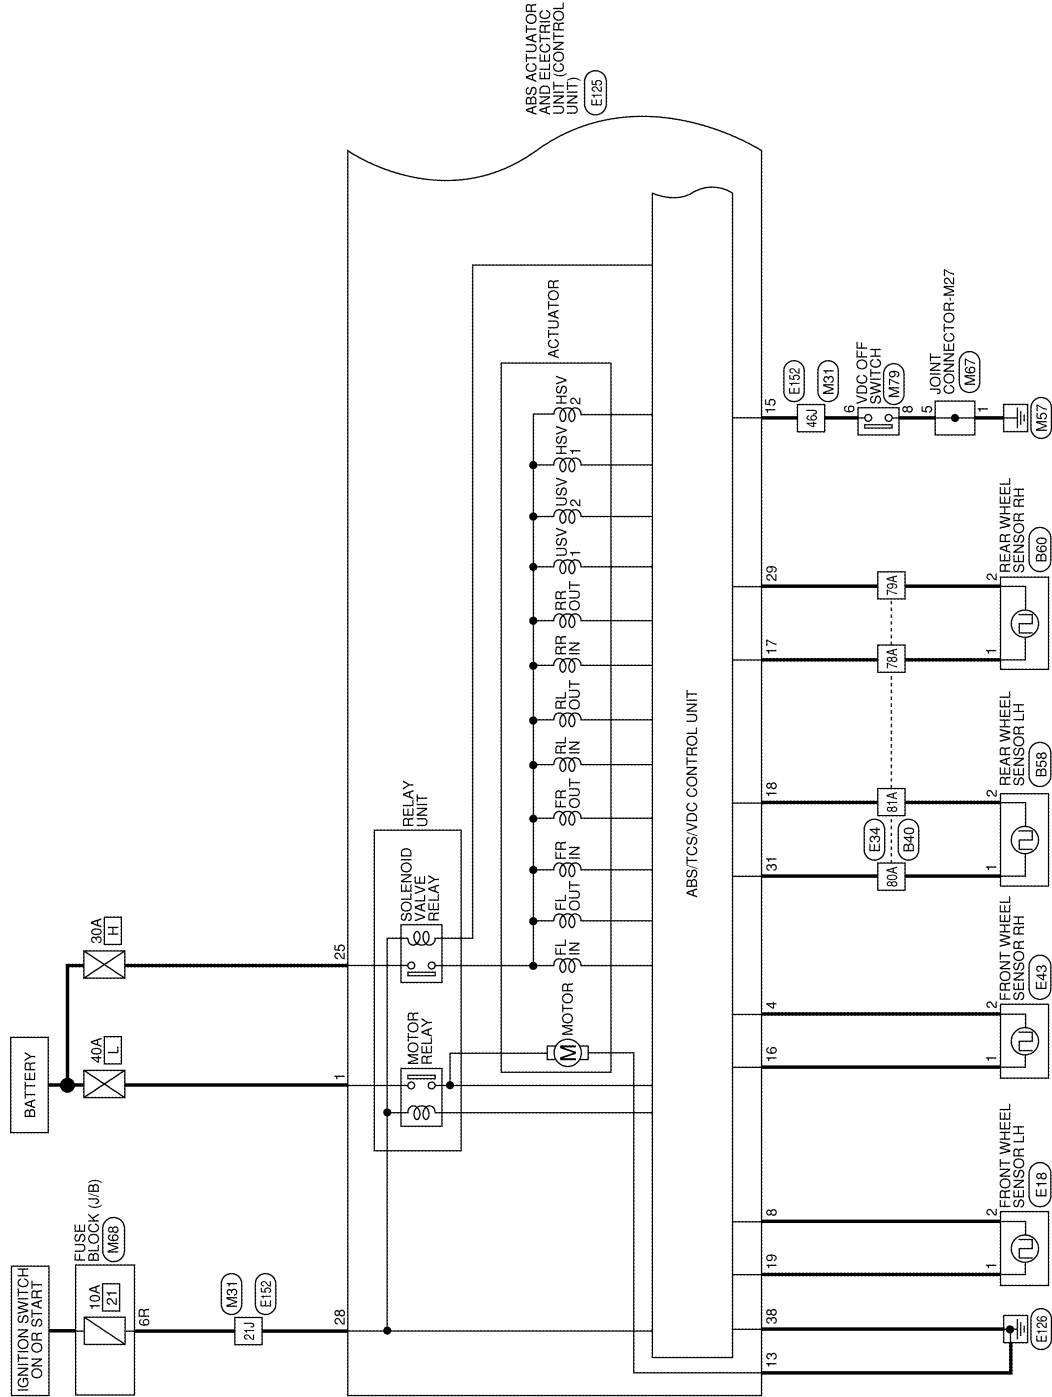 ABS ACTUATOR
AND ELECTRIC
UNIT (CONTROL
UNIT)
E125
BATTERY
40A
L
30A
H
IGNITION SWITCH
ON OR START
FUSE
BLOCK (J/B)
M68
10A
21
6R
M31
21J
E152
28
1
25
RELAY
UNIT
MOTOR
RELAY
SOLENOID
VALVE
RELAY
ACTUATOR
MOTOR
M
FL
IN
FL
OUT
FR
IN
FR
OUT
RL
IN
RL
OUT
RR
IN
RR
OUT
USV
1
USV
2
HSV
1
HSV
2
ABS/TCS/VDC CONTROL UNIT
13
38
19
8
16
4
31
18
17
29
15
E126
1
2
FRONT WHEEL
SENSOR LH
E18
1
2
FRONT WHEEL
SENSOR RH
E43
80A
E34
B40
81A
1
2
REAR WHEEL
SENSOR LH
B58
78A
79A
1
2
REAR WHEEL
SENSOR RH
B60
46J
E152
M31
6
VDC OFF
SWITCH
M79
8
5
JOINT
CONNECTOR-M27
M67
1
M57